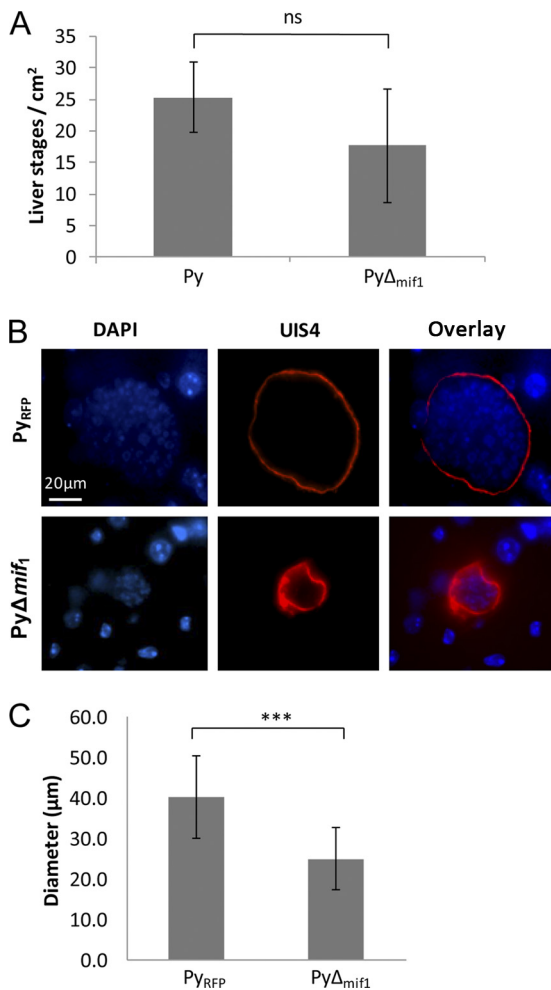 A
ns
Liver stages / cm²
35
30
25
20
15
10
5
0
Py
PyΔmif1
B
DAPI
UIS4
Overlay
PyRFP
20μm
PyΔmif1
C
***
Diameter (μm)
60.0
50.0
40.0
30.0
20.0
10.0
0.0
PyRFP
PyΔmif1